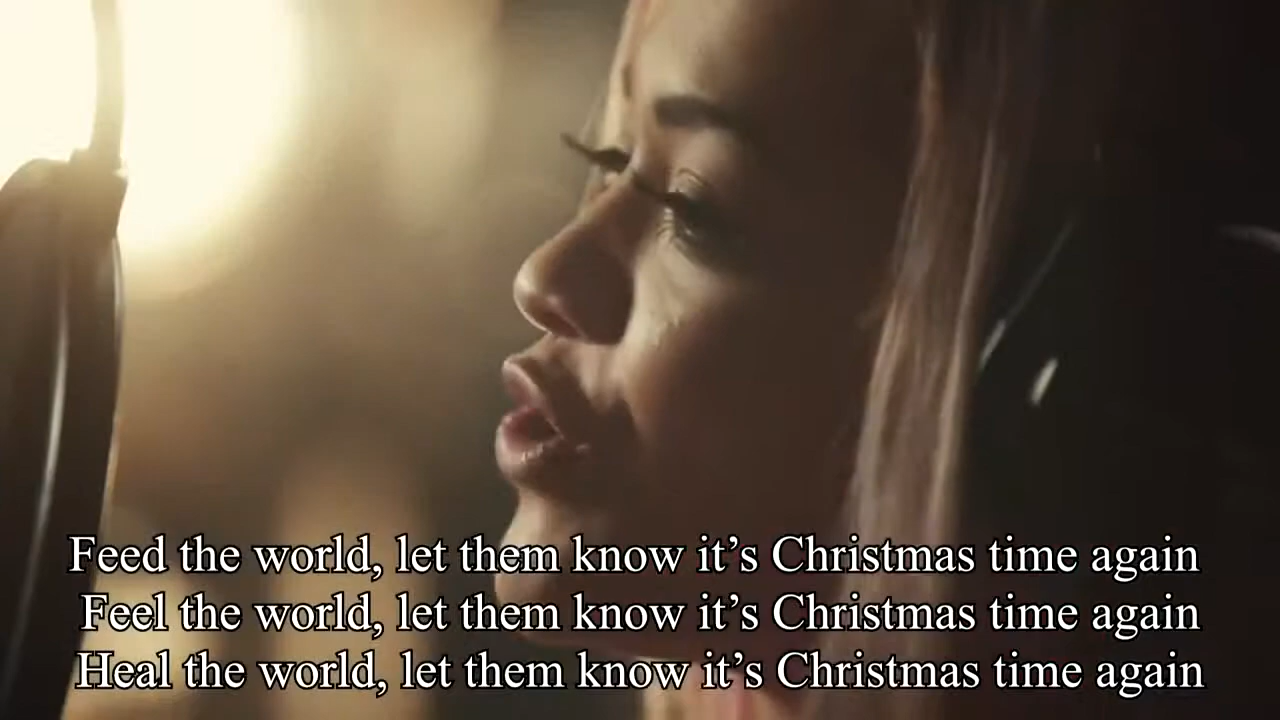 Feed the world, let them know it’s Christmas time again
Feel the world, let them know it’s Christmas time again
Heal the world, let them know it’s Christmas time again